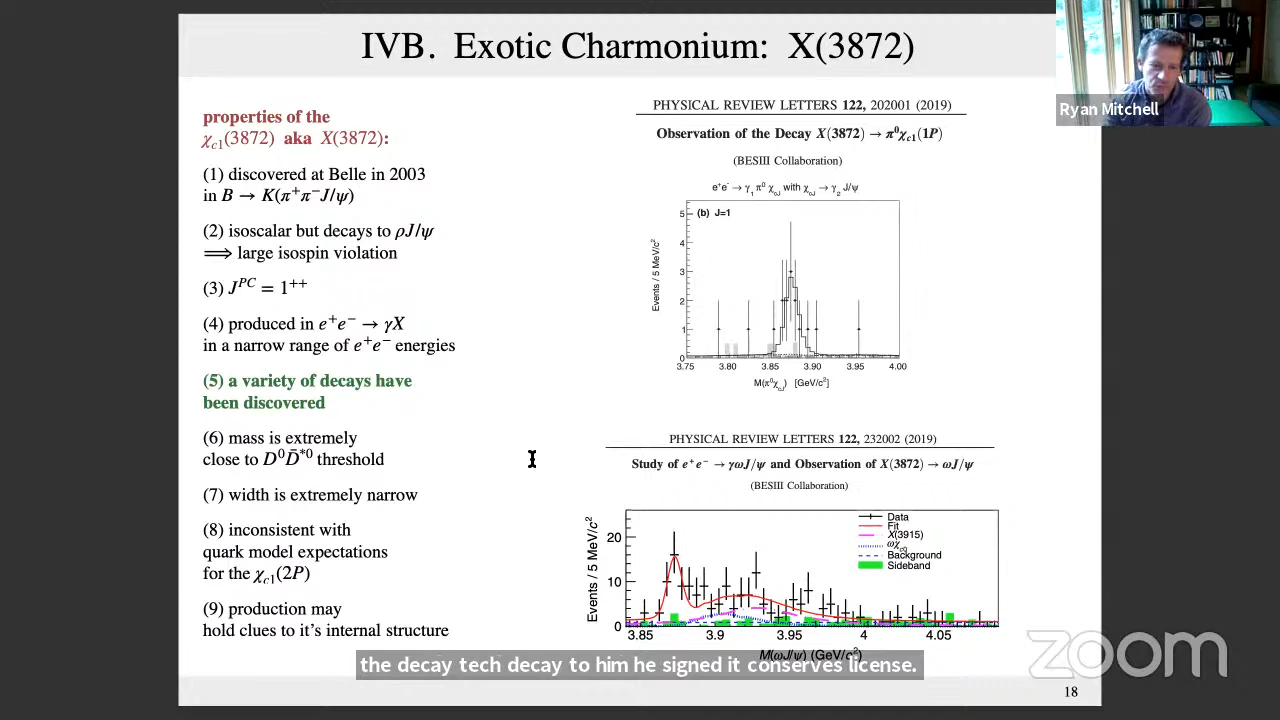 IVB. Exotic Charmonium: X(3872)
Ryan Mitchell
properties of the
χc1(3872) aka X(3872):
(1) discovered at Belle in 2003
in B → K(π⁺π⁻J/ψ)
(2) isoscalar but decays to ρJ/ψ
⟹ large isospin violation
(3) J^PC = 1⁺⁺
(4) produced in e⁺e⁻ → γX
in a narrow range of e⁺e⁻ energies
(5) a variety of decays have
been discovered
(6) mass is extremely
close to D⁰D̄*⁰ threshold
(7) width is extremely narrow
(8) inconsistent with
quark model expectations
for the χc1(2P)
(9) production may
hold clues to it's internal structure
PHYSICAL REVIEW LETTERS 122, 202001 (2019)
Observation of the Decay X(3872) → π⁰χc1(1P)
(BESIII Collaboration)
e⁺e⁻ → γ₁ π⁰ χcJ with χcJ → γ₂ J/ψ
(b) J=1
Events / 5 MeV/c²
5
4
3
2
1
0
3.75 3.80 3.85 3.90 3.95 4.00
M(π⁰χcJ) [GeV/c²]
PHYSICAL REVIEW LETTERS 122, 232002 (2019)
Study of e⁺e⁻ → γωJ/ψ and Observation of X(3872) → ωJ/ψ
(BESIII Collaboration)
Events / 5 MeV/c²
20
10
0
Data
Fit
X(3915)
ωχc0
Background
Sideband
3.85 3.9 3.95 4 4.05
M(ωJ/ψ) (GeV/c²)
the decay tech decay to him he signed it conserves license.
zoom
18